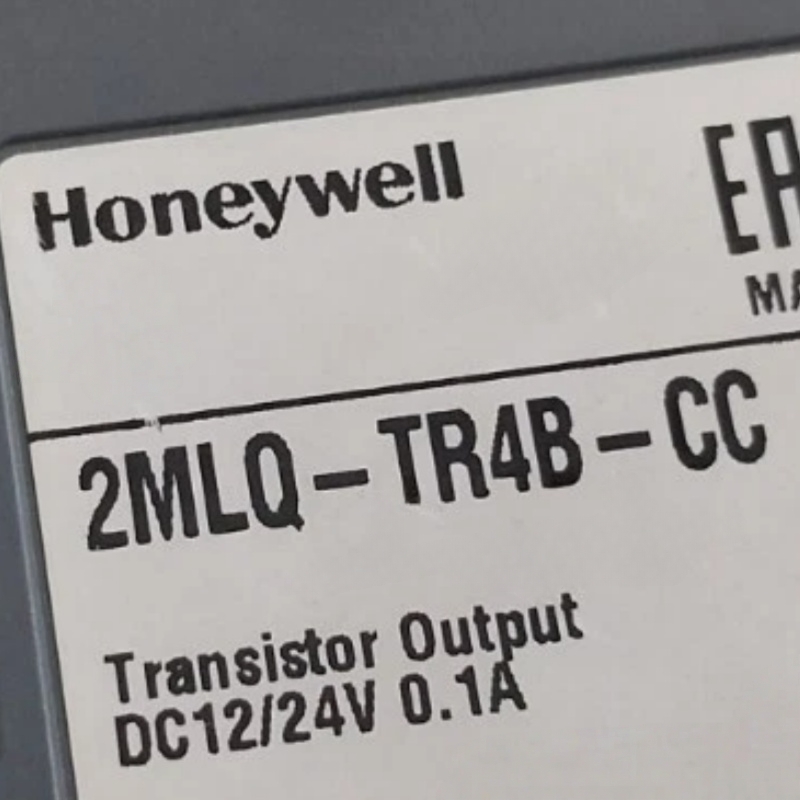 Honeywell
2MLQ-TR4B-CC
Transistor Output
DC12/24V 0.1A